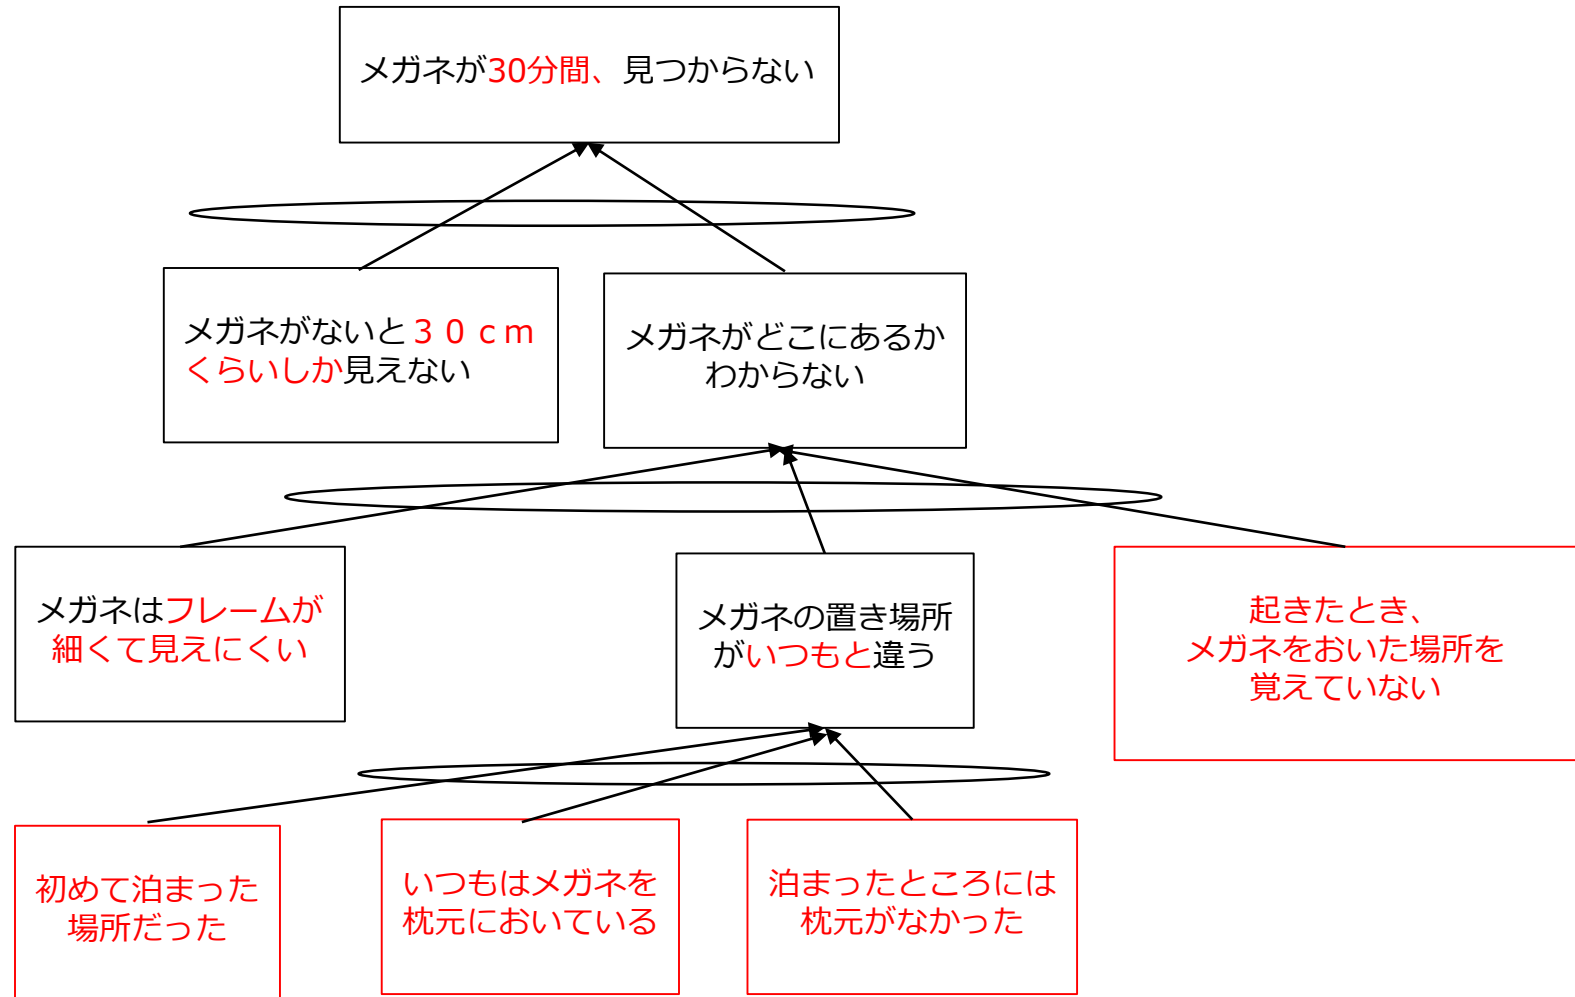 メガネが30分間、見つからない
メガネがないと３０ｃｍ
くらいしか見えない
メガネがどこにあるか
わからない
メガネはフレームが
細くて見えにくい
メガネの置き場所
がいつもと違う
起きたとき、
メガネをおいた場所を
覚えていない
初めて泊まった
場所だった
いつもはメガネを
枕元においている
泊まったところには
枕元がなかった